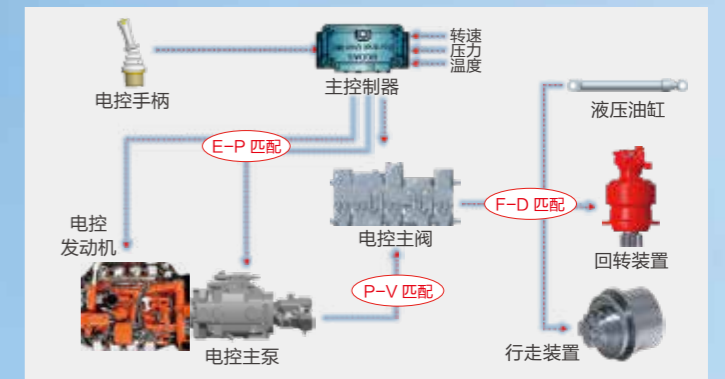 转速
压力
温度
电控手柄
主控制器
液压油缸
E-P 匹配
F-D 匹配
电控
发动机
电控主阀
回转装置
P-V 匹配
电控主泵
行走装置